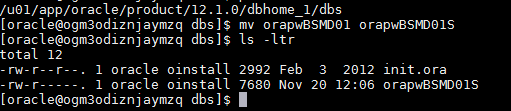 /u01/app/oracle/product/12.1.0/dbhome_1/dbs
[oracle@ogm3odiznjaymzq dbs]$ mv orapwBSMD01 orapwBSMD01S
[oracle@ogm3odiznjaymzq dbs]$ ls -ltr
total 12
-rw-r--r--. 1 oracle oinstall 2992 Feb  3  2012 init.ora
-rw-r-----. 1 oracle oinstall 7680 Nov 20 12:06 orapwBSMD01S
[oracle@ogm3odiznjaymzq dbs]$